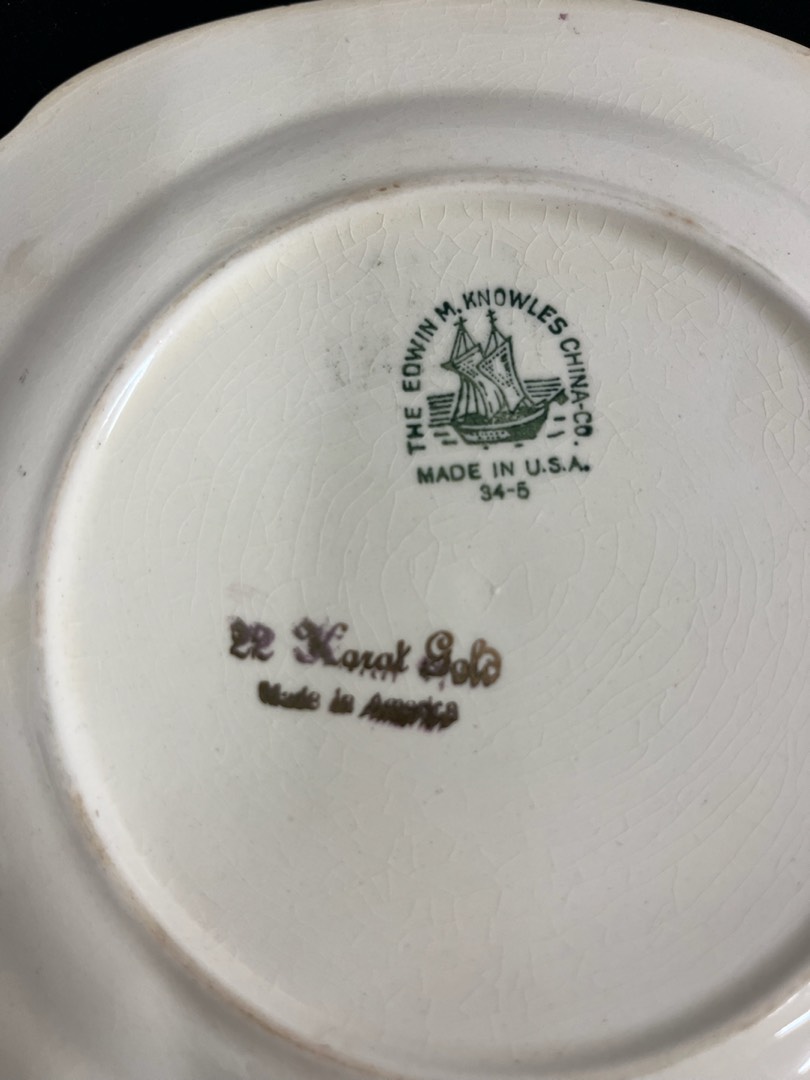 THE EDWIN M. KNOWLES CHINA-CO.
MADE IN U.S.A.
34-5
22 Karat Gold
Made in America